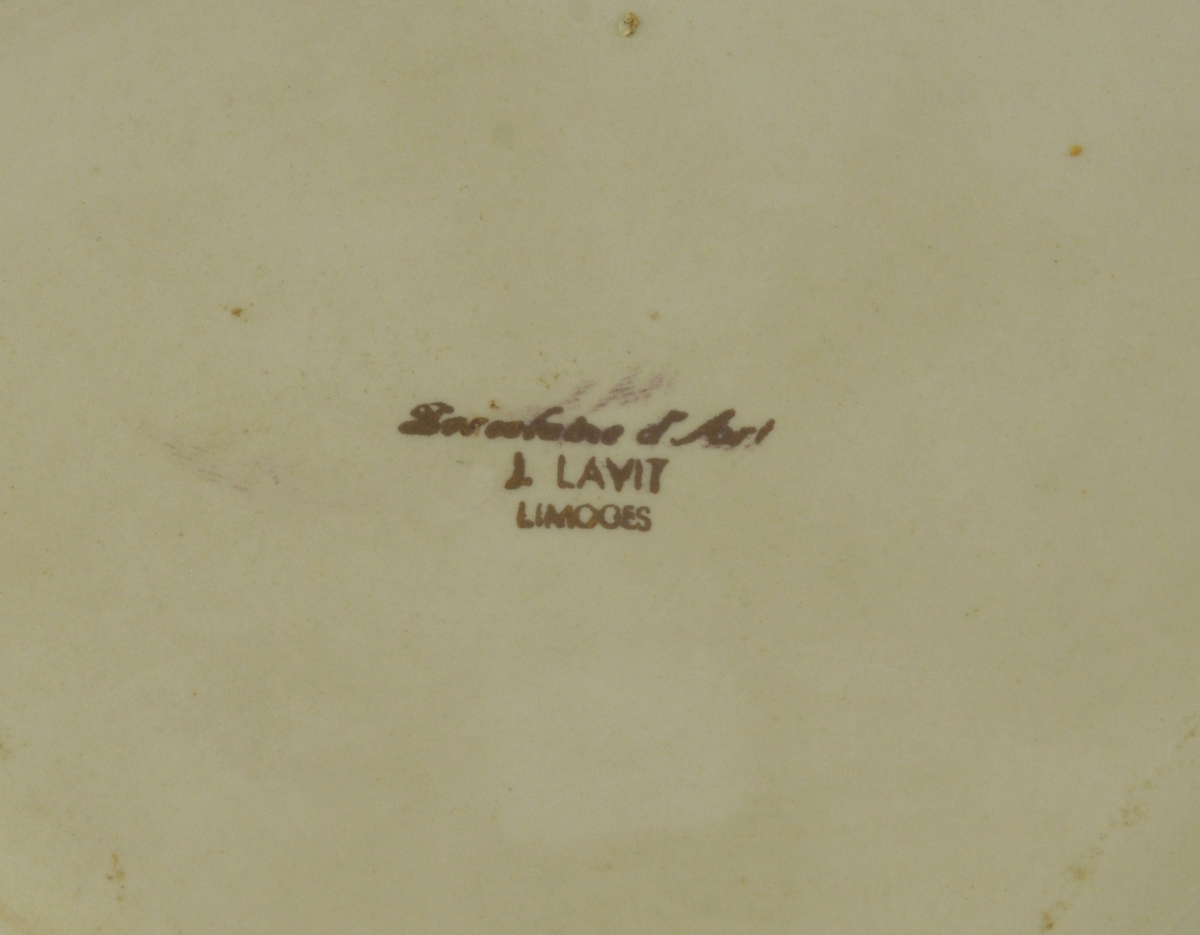 Porcelaine d'Art
J. LAVIT
LIMOGES